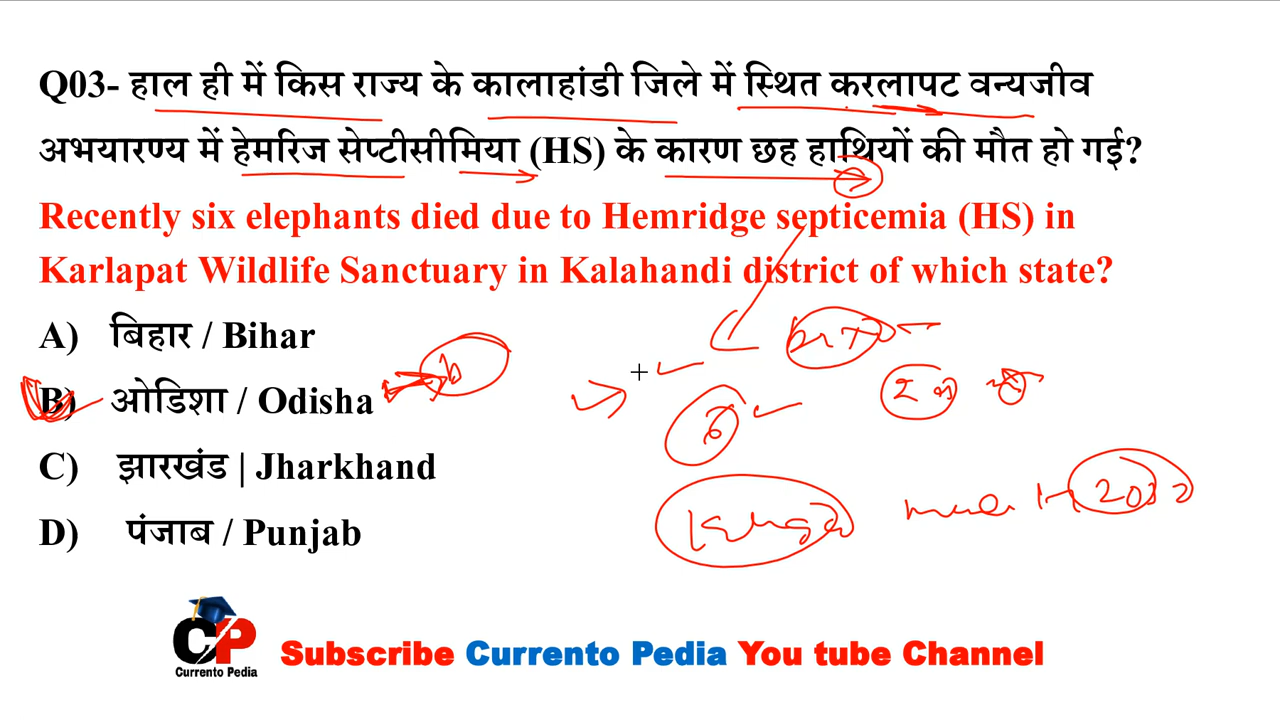 Q03- हाल ही में किस राज्य के कालाहांडी जिले में स्थित करलापट वन्यजीव
अभयारण्य में हेमरिज सेप्टीसीमिया (HS) के कारण छह हाथियों की मौत हो गई?
Recently six elephants died due to Hemridge septicemia (HS) in
Karlapat Wildlife Sanctuary in Kalahandi district of which state?
A) बिहार / Bihar
B) ओडिशा / Odisha
C) झारखंड | Jharkhand
D) पंजाब / Punjab
CP
Currento Pedia
Subscribe Currento Pedia You tube Channel